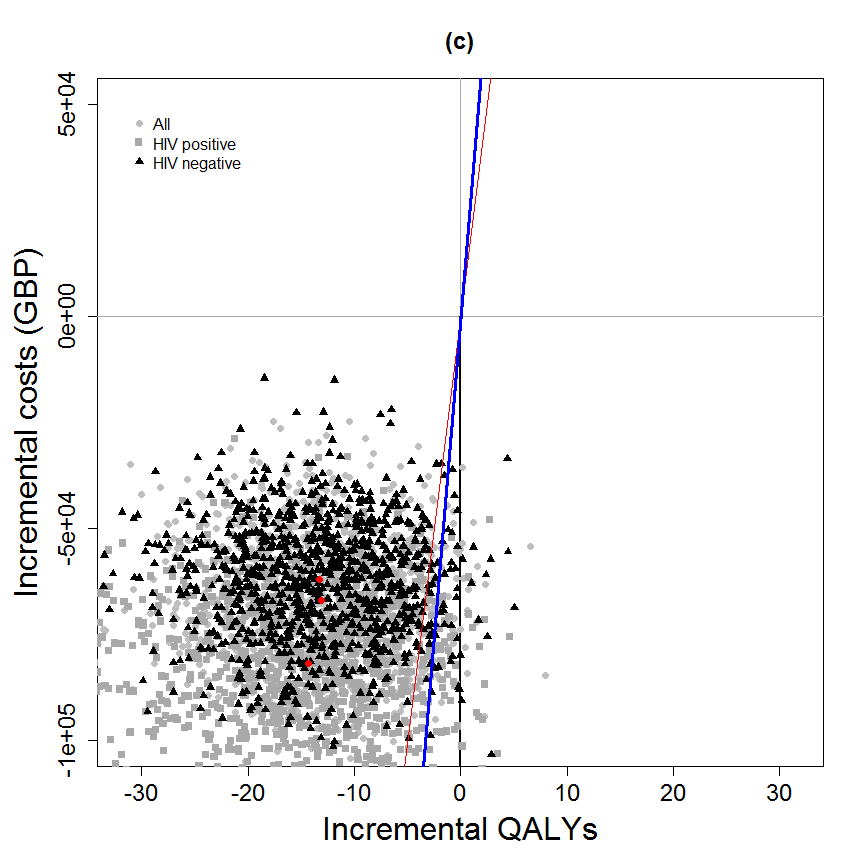 (c)
5e+04
0e+00
-5e+04
-1e+05
Incremental costs (GBP)
All
HIV positive
HIV negative
-30 -20 -10 0 10 20 30
Incremental QALYs